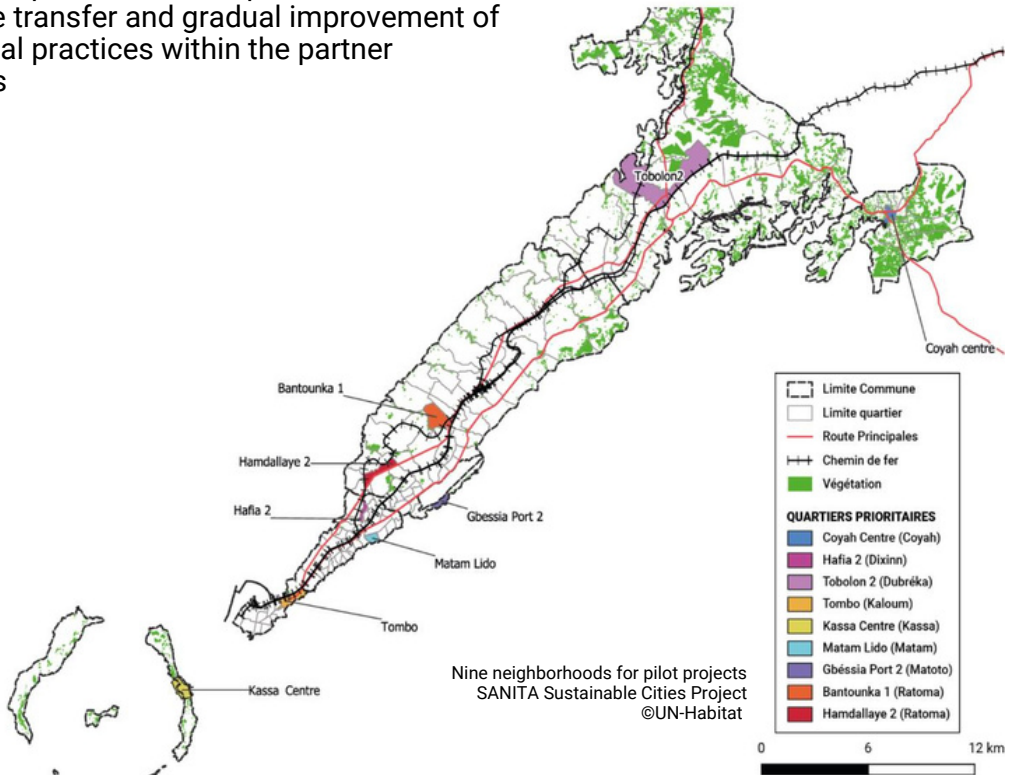 e transfer and gradual improvement of
al practices within the partner
s
Tobolon2
Coyah centre
Bantounka 1
Hamdallaye 2
Hafia 2
Gbessia Port 2
Matam Lido
Tombo
Kassa Centre
Limite Commune
Limite quartier
Route Principales
Chemin de fer
Végétation
QUARTIERS PRIORITAIRES
Coyah Centre (Coyah)
Hafia 2 (Dixinn)
Tobolon 2 (Dubréka)
Tombo (Kaloum)
Kassa Centre (Kassa)
Matam Lido (Matam)
Gbéssia Port 2 (Matoto)
Bantounka 1 (Ratoma)
Hamdallaye 2 (Ratoma)
Nine neighborhoods for pilot projects
SANITA Sustainable Cities Project
©UN-Habitat
0 6 12 km